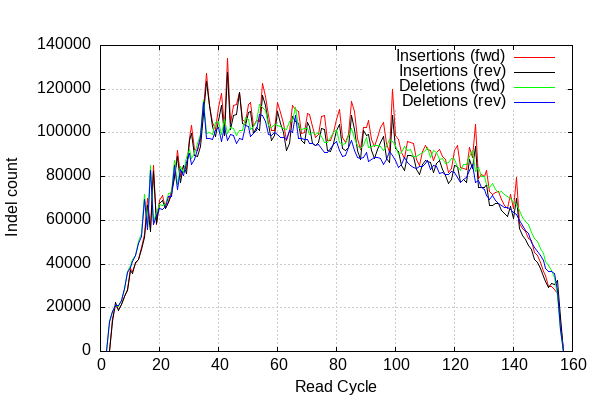 140000
120000
100000
80000
60000
40000
20000
0
Indel count
Insertions (fwd)
Insertions (rev)
Deletions (fwd)
Deletions (rev)
0 20 40 60 80 100 120 140 160
Read Cycle